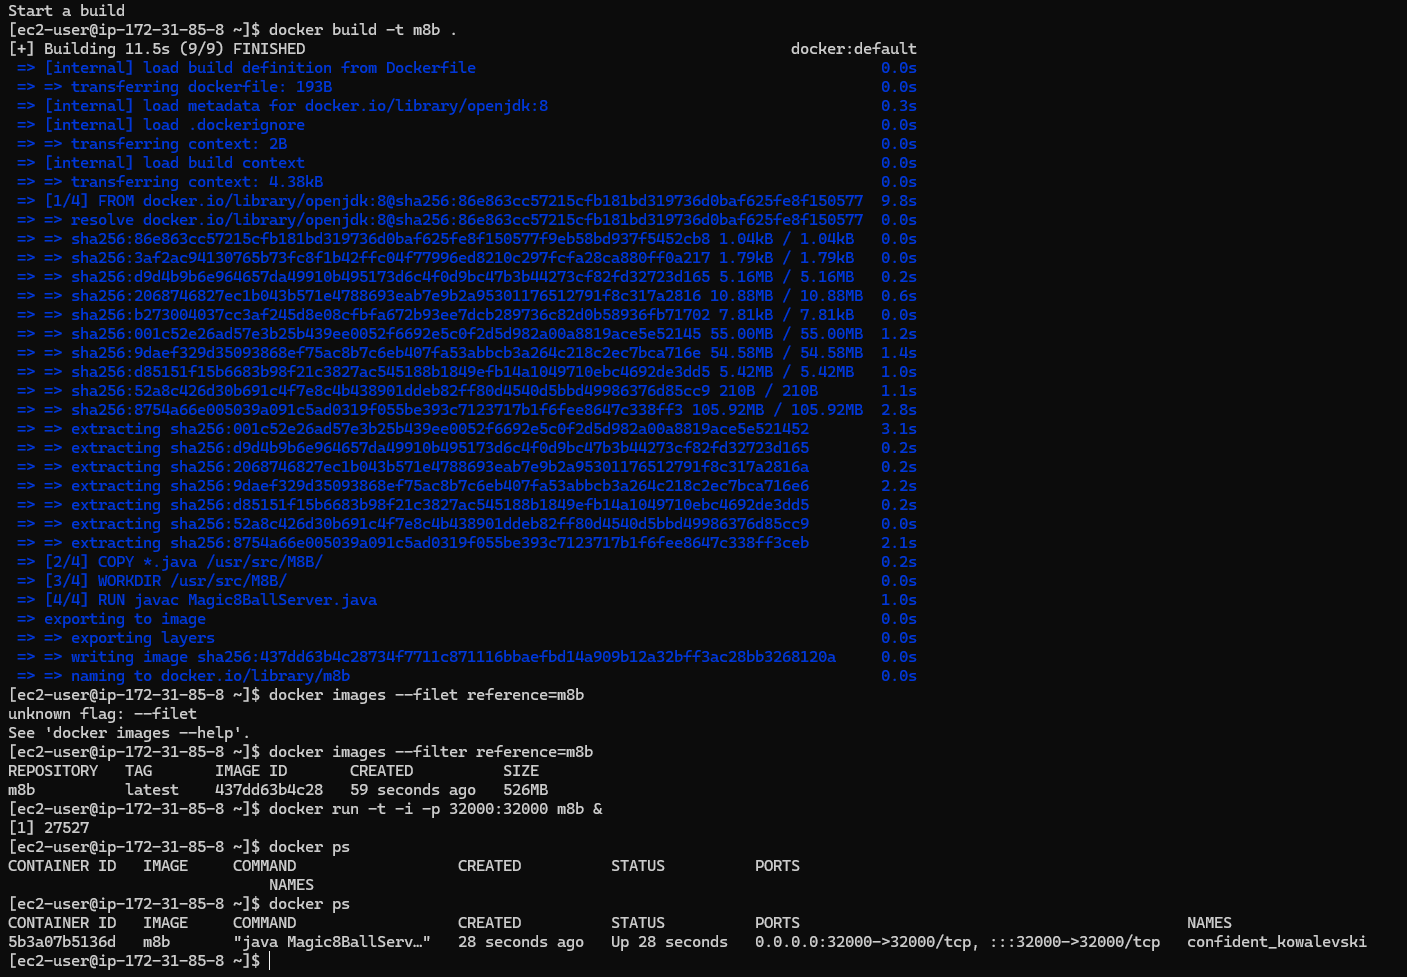 Start a build
[ec2-user@ip-172-31-85-8 ~]$ docker build -t m8b .
[+] Building 11.5s (9/9) FINISHED docker:default
=> [internal] load build definition from Dockerfile 0.0s
=> => transferring dockerfile: 193B 0.0s
=> [internal] load metadata for docker.io/library/openjdk:8 0.3s
=> [internal] load .dockerignore 0.0s
=> => transferring context: 2B 0.0s
=> [internal] load build context 0.0s
=> => transferring context: 4.38kB 0.0s
=> [1/4] FROM docker.io/library/openjdk:8@sha256:86e863cc57215cfb181bd319736d0baf625fe8f150577 9.8s
=> => resolve docker.io/library/openjdk:8@sha256:86e863cc57215cfb181bd319736d0baf625fe8f150577 0.0s
=> => sha256:86e863cc57215cfb181bd319736d0baf625fe8f150577f9eb58bd937f5452cb8 1.04kB / 1.04kB 0.0s
=> => sha256:3af2ac94130765b73fc8f1b42ffc04f77996ed8210c297fcfa28ca880ff0a217 1.79kB / 1.79kB 0.0s
=> => sha256:d9d4b9b6e964657da49910b495173d6c4f0d9bc47b3b44273cf82fd32723d165 5.16MB / 5.16MB 0.2s
=> => sha256:2068746827ec1b043b571e4788693eab7e9b2a95301176512791f8c317a2816 10.88MB / 10.88MB 0.6s
=> => sha256:b273004037cc3af245d8e08cfbfa672b93ee7dcb289736c82d0b58936fb71702 7.81kB / 7.81kB 0.0s
=> => sha256:001c52e26ad57e3b25b439ee0052f6692e5c0f2d5d982a00a8819ace5e52145 55.00MB / 55.00MB 1.2s
=> => sha256:9daef329d35093868ef75ac8b7c6eb407fa53abbcb3a264c218c2ec7bca716e 54.58MB / 54.58MB 1.4s
=> => sha256:d85151f15b6683b98f21c3827ac545188b1849efb14a1049710ebc4692de3dd5 5.42MB / 5.42MB 1.0s
=> => sha256:52a8c426d30b691c4f7e8c4b438901ddeb82ff80d4540d5bbd49986376d85cc9 210B / 210B 1.1s
=> => sha256:8754a66e005039a091c5ad0319f055be393c7123717b1f6fee8647c338ff3 105.92MB / 105.92MB 2.8s
=> => extracting sha256:001c52e26ad57e3b25b439ee0052f6692e5c0f2d5d982a00a8819ace5e521452 3.1s
=> => extracting sha256:d9d4b9b6e964657da49910b495173d6c4f0d9bc47b3b44273cf82fd32723d165 0.2s
=> => extracting sha256:2068746827ec1b043b571e4788693eab7e9b2a95301176512791f8c317a2816a 0.2s
=> => extracting sha256:9daef329d35093868ef75ac8b7c6eb407fa53abbcb3a264c218c2ec7bca716e6 2.2s
=> => extracting sha256:d85151f15b6683b98f21c3827ac545188b1849efb14a1049710ebc4692de3dd5 0.2s
=> => extracting sha256:52a8c426d30b691c4f7e8c4b438901ddeb82ff80d4540d5bbd49986376d85cc9 0.0s
=> => extracting sha256:8754a66e005039a091c5ad0319f055be393c7123717b1f6fee8647c338ff3ceb 2.1s
=> [2/4] COPY *.java /usr/src/M8B/ 0.2s
=> [3/4] WORKDIR /usr/src/M8B/ 0.0s
=> [4/4] RUN javac Magic8BallServer.java 1.0s
=> exporting to image 0.0s
=> => exporting layers 0.0s
=> => writing image sha256:437dd63b4c28734f7711c871116bbaefbd14a909b12a32bff3ac28bb3268120a 0.0s
=> => naming to docker.io/library/m8b 0.0s
[ec2-user@ip-172-31-85-8 ~]$ docker images --filet reference=m8b
unknown flag: --filet
See 'docker images --help'.
[ec2-user@ip-172-31-85-8 ~]$ docker images --filter reference=m8b
REPOSITORY TAG IMAGE ID CREATED SIZE
m8b latest 437dd63b4c28 59 seconds ago 526MB
[ec2-user@ip-172-31-85-8 ~]$ docker run -t -i -p 32000:32000 m8b &
[1] 27527
[ec2-user@ip-172-31-85-8 ~]$ docker ps
CONTAINER ID IMAGE COMMAND CREATED STATUS PORTS
NAMES
[ec2-user@ip-172-31-85-8 ~]$ docker ps
CONTAINER ID IMAGE COMMAND CREATED STATUS PORTS NAMES
5b3a07b5136d m8b "java Magic8BallServ…" 28 seconds ago Up 28 seconds 0.0.0.0:32000->32000/tcp, :::32000->32000/tcp confident_kowalevski
[ec2-user@ip-172-31-85-8 ~]$